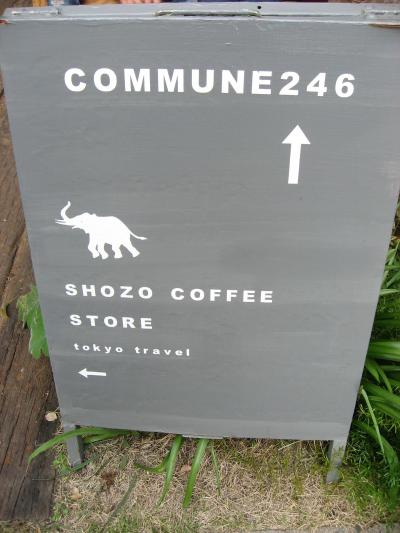 COMMUNE246
SHOZO COFFEE
STORE
tokyo travel